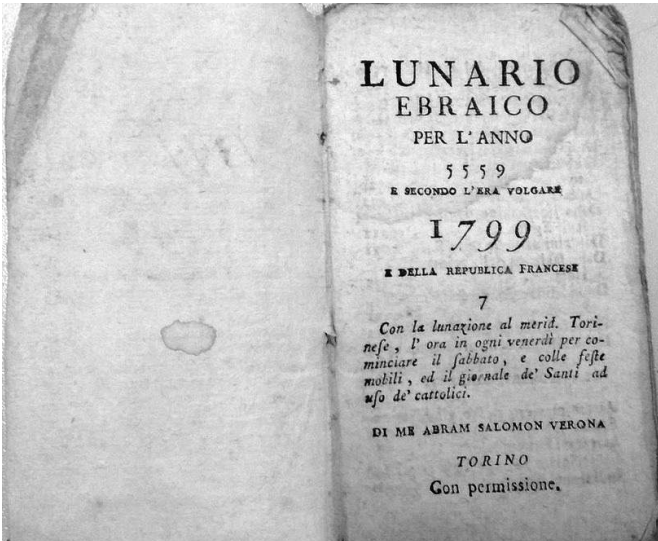 LUNARIO
EBRAICO
PER L'ANNO
5559
E SECONDO L'ERA VOLGARE
1799
E DELLA REPUBLICA FRANCESE
7
Con la lunazione al merid. Tori-
neſe, l' ora in ogni venerdì per co-
minciare il ſabbato, e colle feſte
mobili, ed il giornale de' Santi ad
uſo de' cattolici.
DI ME ABRAM SALOMON VERONA
TORINO
Con permissione.